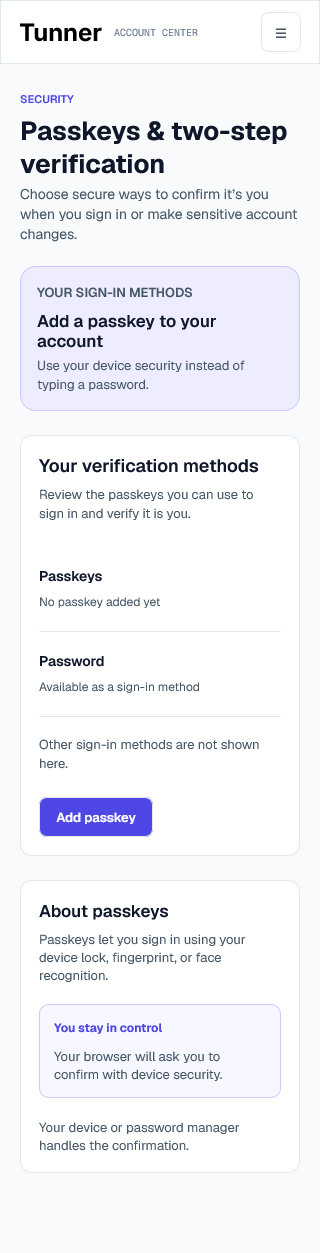 Tunner ACCOUNT CENTER ☰
SECURITY
Passkeys & two-step
verification
Choose secure ways to confirm it's you
when you sign in or make sensitive account
changes.
YOUR SIGN-IN METHODS
Add a passkey to your
account
Use your device security instead of
typing a password.
Your verification methods
Review the passkeys you can use to
sign in and verify it is you.
Passkeys
No passkey added yet
Password
Available as a sign-in method
Other sign-in methods are not shown
here.
Add passkey
About passkeys
Passkeys let you sign in using your
device lock, fingerprint, or face
recognition.
You stay in control
Your browser will ask you to
confirm with device security.
Your device or password manager
handles the confirmation.